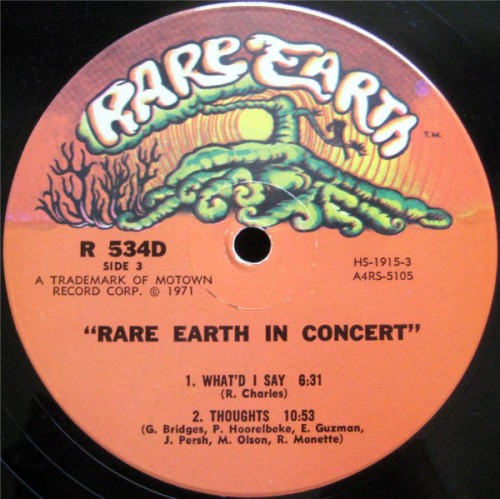 RARE EARTH
T.M.
R 534D
SIDE 3
HS-1915-3
A4RS-5105
A TRADEMARK OF MOTOWN
RECORD CORP. © 1971
"RARE EARTH IN CONCERT"
1. WHAT'D I SAY 6:31
(R. Charles)
2. THOUGHTS 10:53
(G. Bridges, P. Hoorelbeke, E. Guzman,
J. Persh, M. Olson, R. Monette)